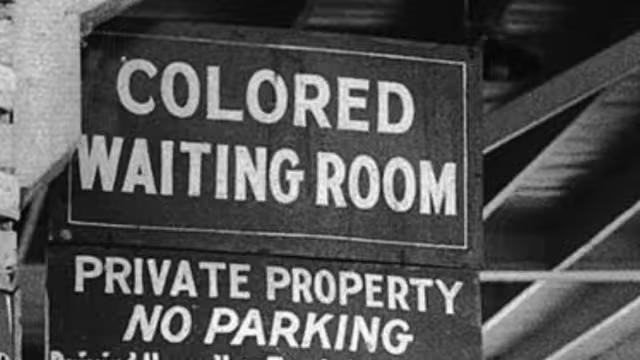 COLORED
WAITING ROOM
PRIVATE PROPERTY
NO PARKING